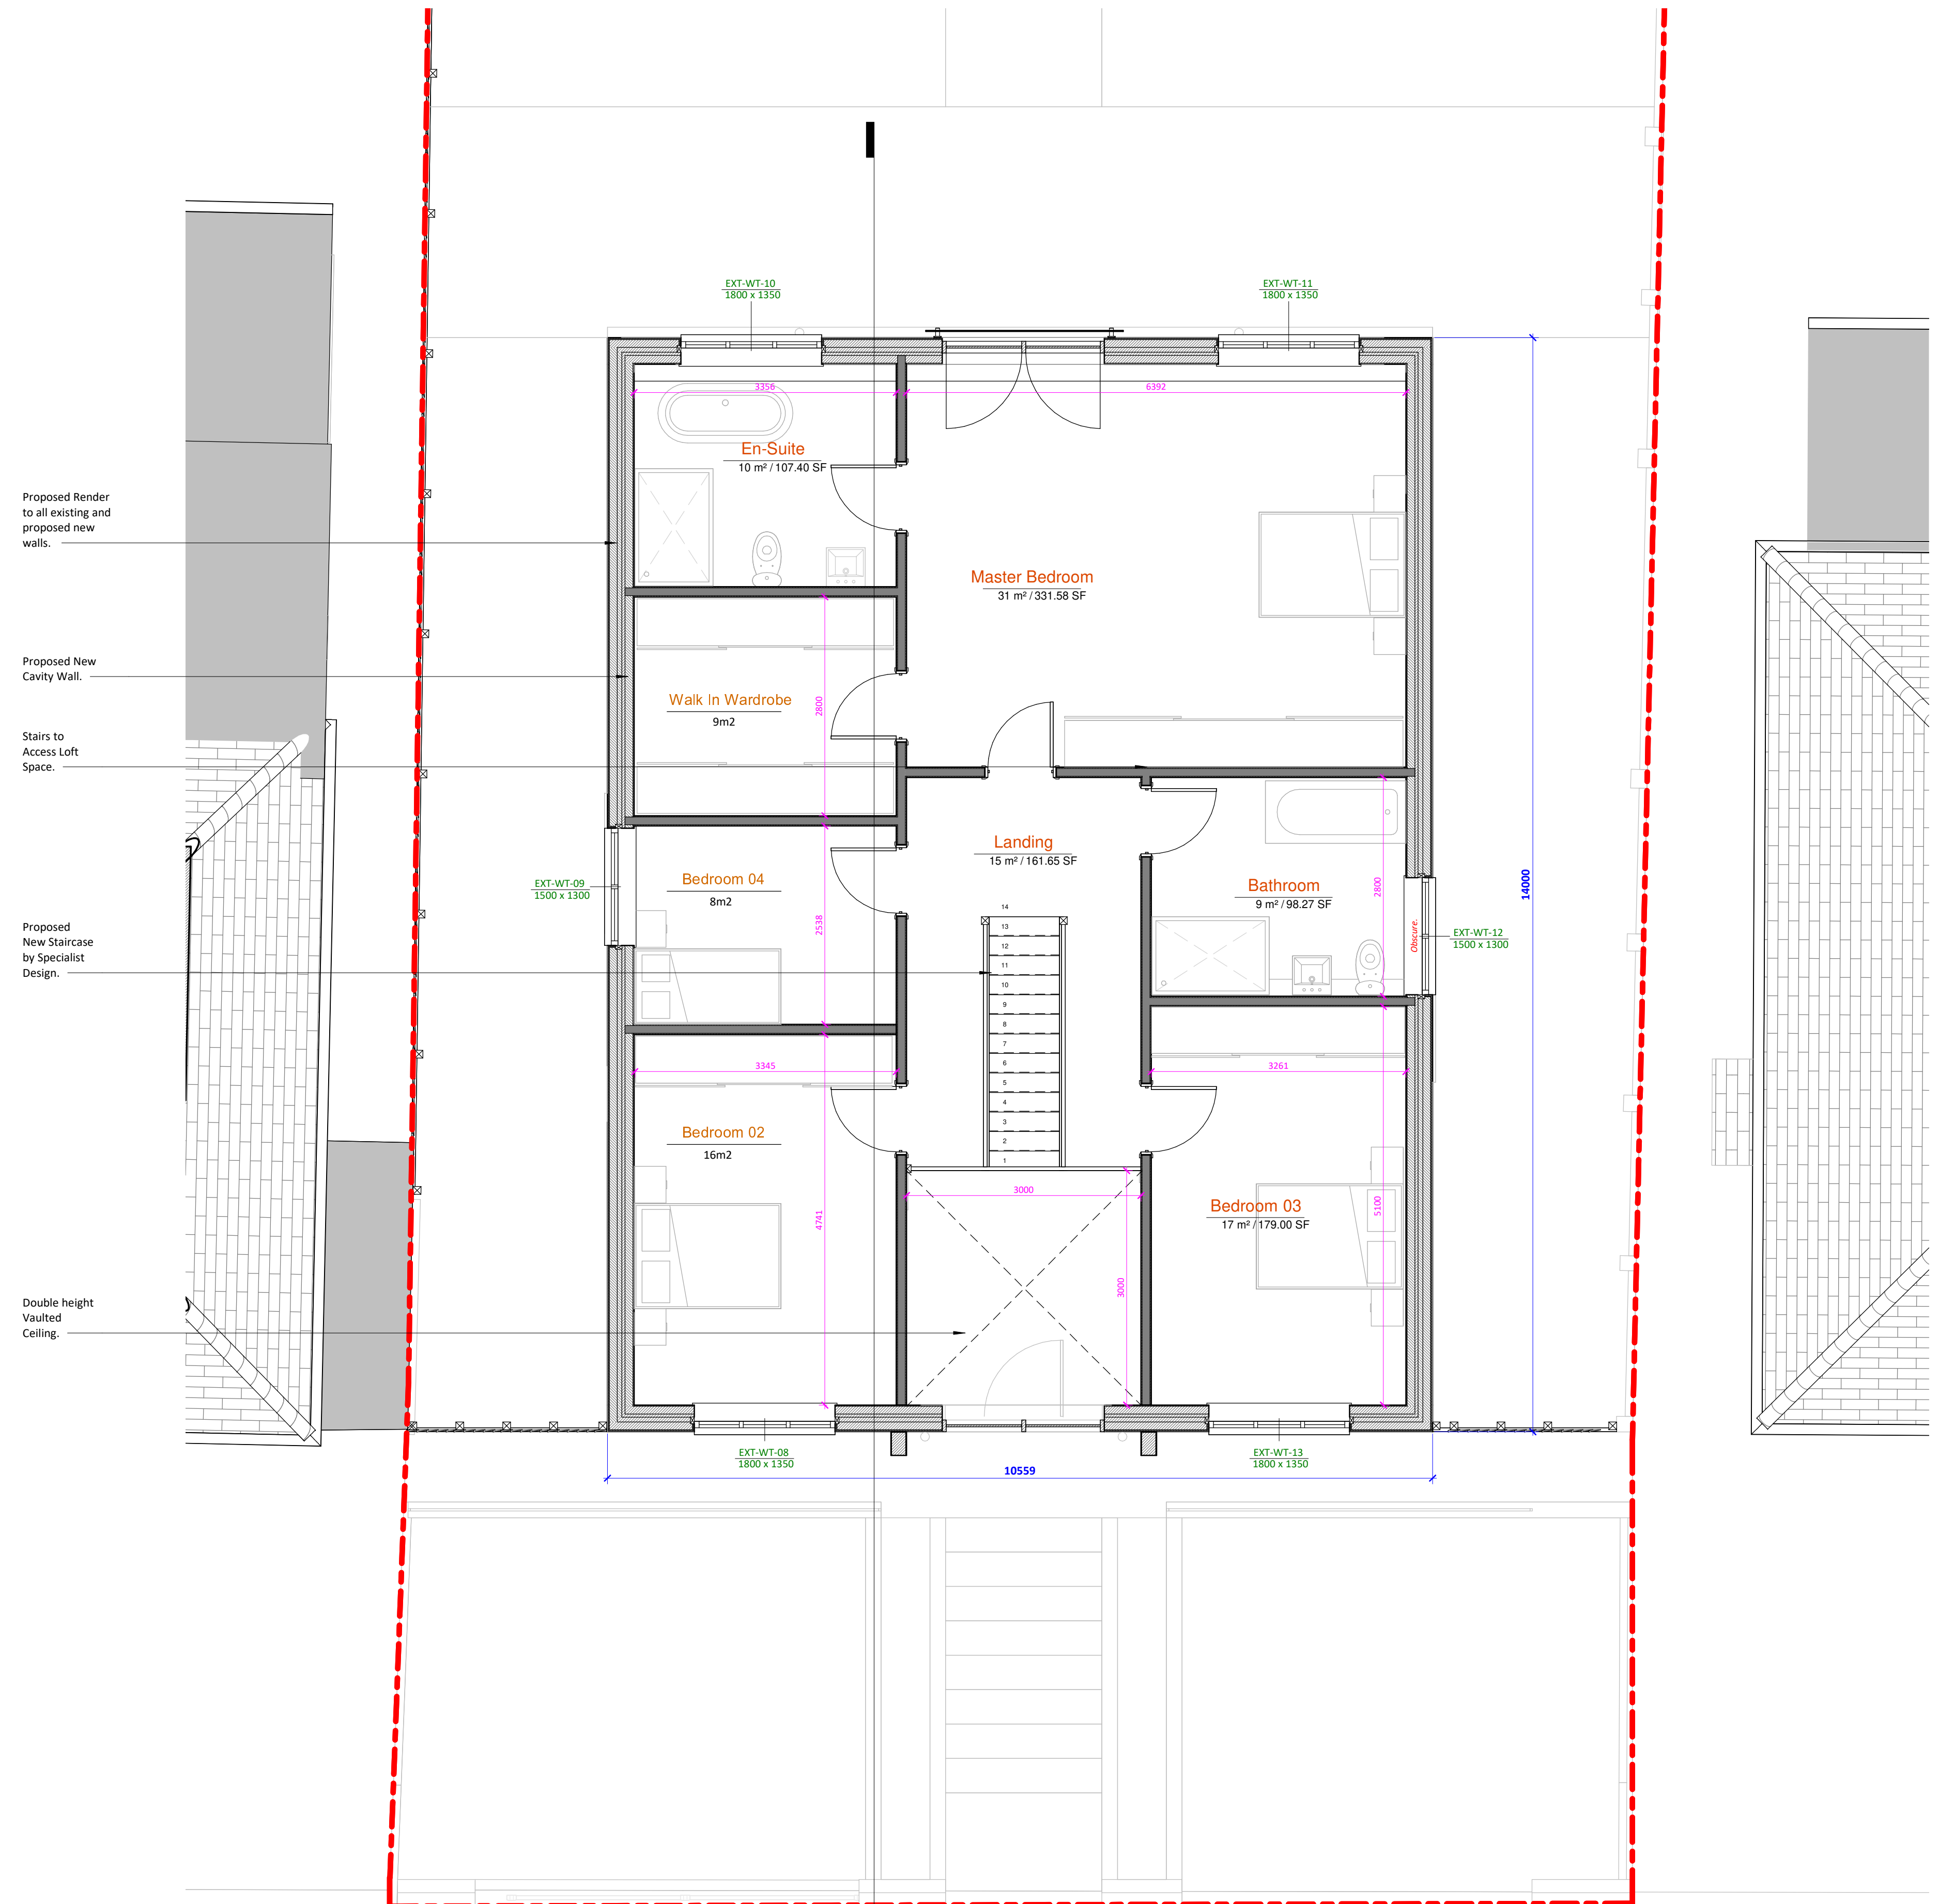 EXT-WT-10
1800 x 1350
EXT-WT-11
1800 x 1350
3356
6392
En-Suite
10 m² / 107.40 SF
Proposed Render
to all existing and
proposed new
walls.
Master Bedroom
31 m² / 331.58 SF
Proposed New
Cavity Wall.
Walk In Wardrobe
9m2
2800
Stairs to
Access Loft
Space.
Landing
15 m² / 161.65 SF
EXT-WT-09
1500 x 1300
Bedroom 04
8m2
2538
Bathroom
9 m² / 98.27 SF
2800
Obscure.
EXT-WT-12
1500 x 1300
14000
Proposed
New Staircase
by Specialist
Design.
14
13
12
11
10
9
8
7
6
5
4
3
2
1
3345
3261
Bedroom 02
16m2
4741
3000
3000
Bedroom 03
17 m² / 179.00 SF
5100
Double height
Vaulted
Ceiling.
EXT-WT-08
1800 x 1350
EXT-WT-13
1800 x 1350
10559